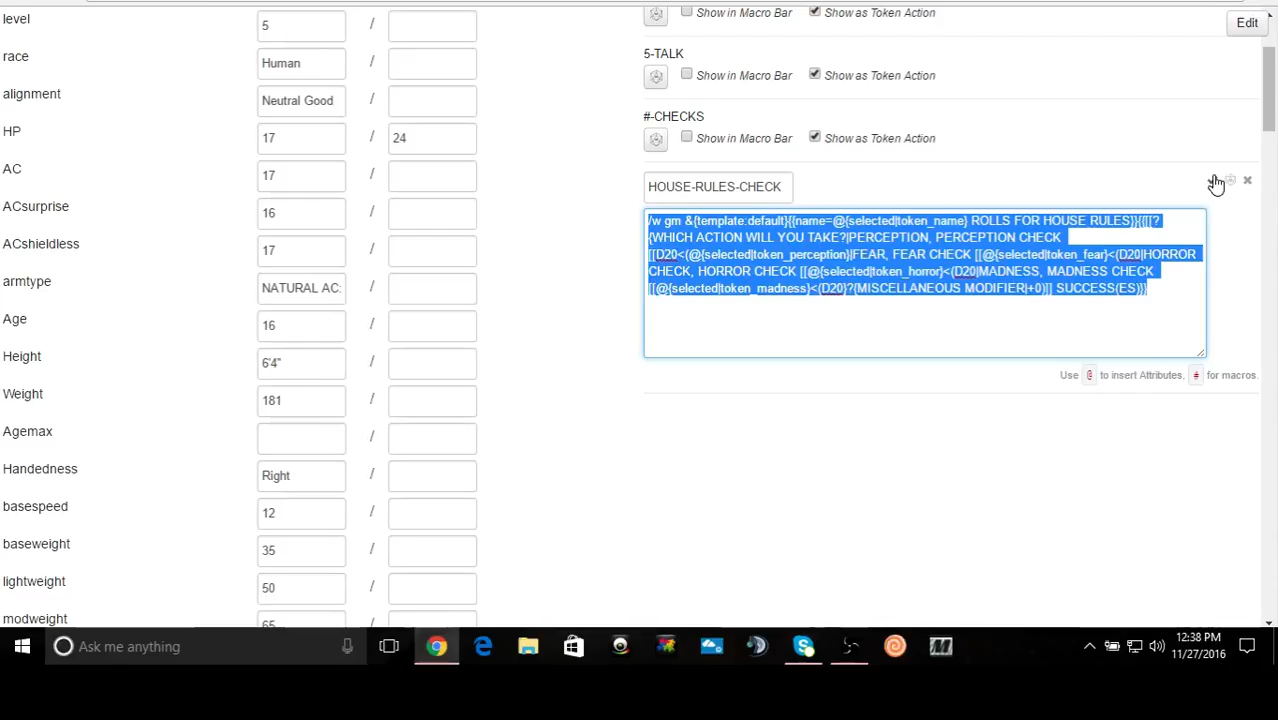 level 5 /
race Human /
alignment Neutral Good /
HP 17 / 24
AC 17 /
ACsurprise 16 /
ACshieldless 17 /
armtype NATURAL AC: /
Age 16 /
Height 6'4" /
Weight 181 /
Agemax /
Handedness Right /
basespeed 12 /
baseweight 35 /
lightweight 50 /
modweight 65
Show in Macro Bar Show as Token Action
Edit
5-TALK
Show in Macro Bar Show as Token Action
#-CHECKS
Show in Macro Bar Show as Token Action
HOUSE-RULES-CHECK
/w gm &{template:default}{{name=@{selected|token_name} ROLLS FOR HOUSE RULES}}{{[[?
{WHICH ACTION WILL YOU TAKE?|PERCEPTION, PERCEPTION CHECK
[[D20<(@{selected|token_perception}|FEAR, FEAR CHECK [[@{selected|token_fear}<(D20|HORROR
CHECK, HORROR CHECK [[@{selected|token_horror}<(D20|MADNESS, MADNESS CHECK
[[@{selected|token_madness}<(D20}?{MISCELLANEOUS MODIFIER|+0)]] SUCCESS(ES)}}
Use @ to insert Attributes, # for macros.
Ask me anything
12:38 PM
11/27/2016